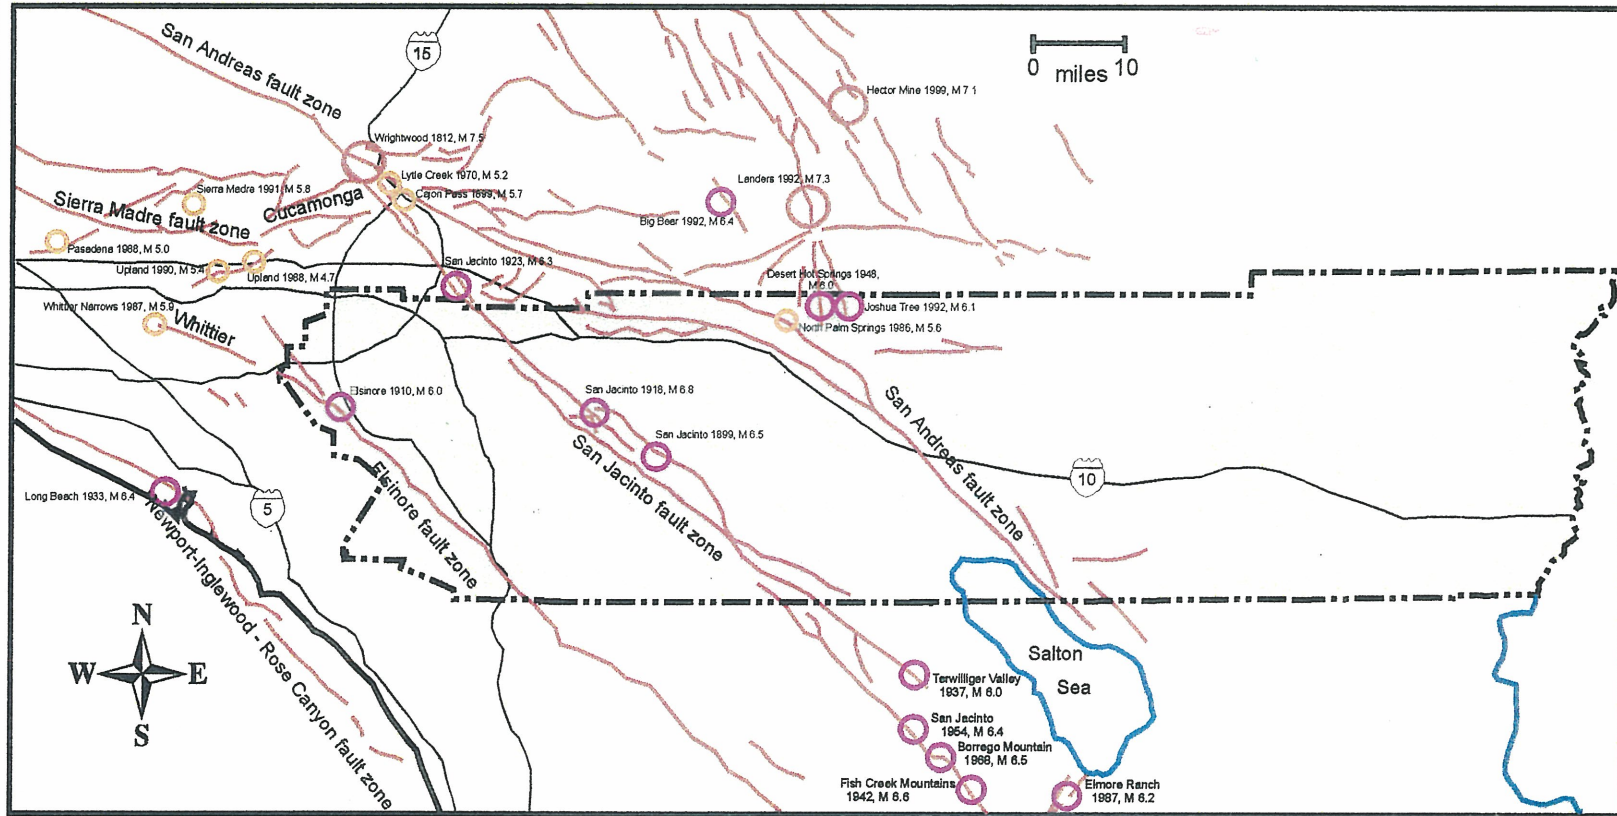 15
0 miles 10
San Andreas fault zone
Hector Mine 1999, M 7.1
Wrightwood 1812, M 7.5
Lytle Creek 1970, M 5.2
Cajon Pass 1899, M 5.7
Sierra Madre 1991, M 5.8
Cucamonga
Sierra Madre fault zone
Landers 1992, M 7.3
Big Bear 1992, M 6.4
Pasadena 1988, M 5.0
Upland 1990, M 5.4
Upland 1988, M 4.7
San Jacinto 1923, M 6.3
Desert Hot Springs 1948,
M 6.0
Joshua Tree 1992, M 6.1
North Palm Springs 1986, M 5.6
Whittier Narrows 1987, M 5.9
Whittier
Elsinore 1910, M 6.0
San Jacinto 1918, M 6.8
San Jacinto 1899, M 6.5
San Andreas fault zone
San Jacinto fault zone
Elsinore fault zone
10
Long Beach 1933, M 6.4
5
Newport-Inglewood - Rose Canyon fault zone
N
W E
S
Salton
Sea
Terwilliger Valley
1937, M 6.0
San Jacinto
1954, M 6.4
Borrego Mountain
1968, M 6.5
Fish Creek Mountains
1942, M 6.6
Elmore Ranch
1987, M 6.2